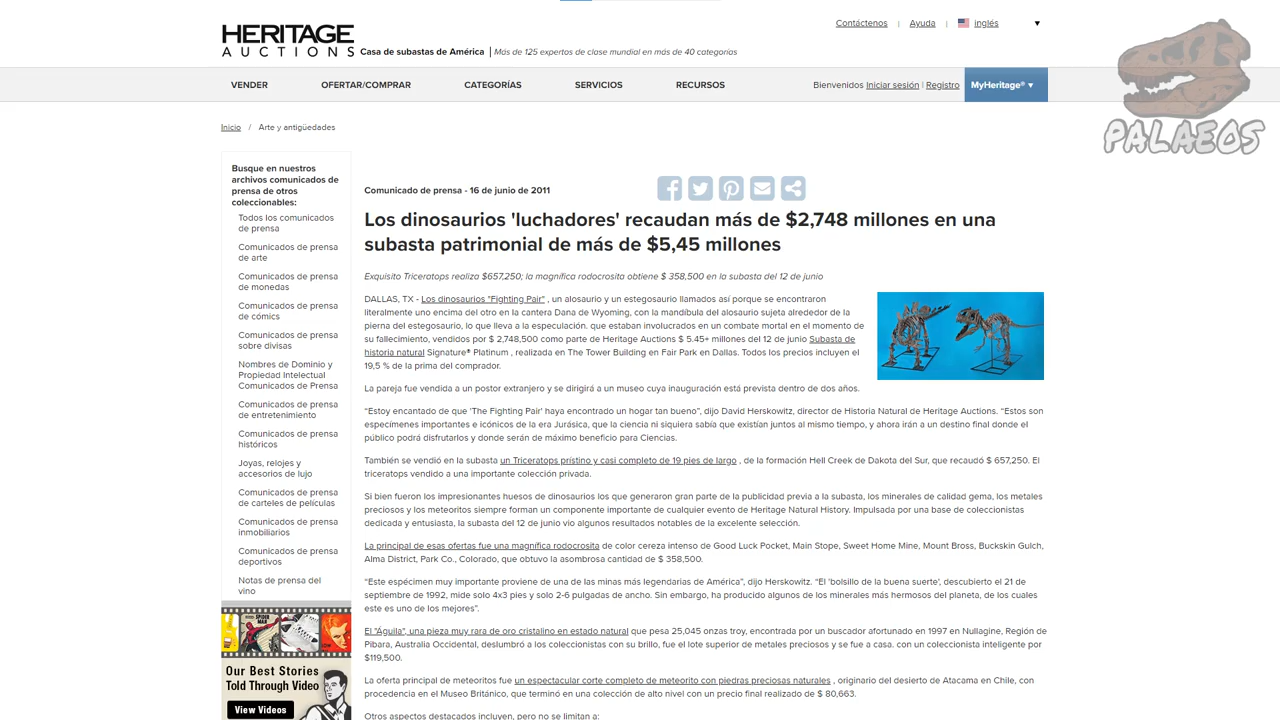 HERITAGE
AUCTIONS
Casa de subastas de América
Más de 125 expertos de clase mundial en más de 40 categorías
Contáctenos | Ayuda | inglés ▼
VENDER OFERTAR/COMPRAR CATEGORÍAS SERVICIOS RECURSOS
Bienvenidos Iniciar sesión | Registro
MyHeritage® ▼
PALAEOS
Inicio / Arte y antigüedades
Busque en nuestros
archivos comunicados de
prensa de otros
coleccionables:
Todos los comunicados
de prensa
Comunicados de prensa
de arte
Comunicados de prensa
de monedas
Comunicados de prensa
de cómics
Comunicados de prensa
sobre divisas
Nombres de Dominio y
Propiedad Intelectual
Comunicados de Prensa
Comunicados de prensa
de entretenimiento
Comunicados de prensa
históricos
Joyas, relojes y
accesorios de lujo
Comunicados de prensa
de carteles de películas
Comunicados de prensa
inmobiliarios
Comunicados de prensa
deportivos
Notas de prensa del
vino
Our Best Stories
Told Through Video
View Videos
Comunicado de prensa - 16 de junio de 2011
Los dinosaurios 'luchadores' recaudan más de $2,748 millones en una
subasta patrimonial de más de $5,45 millones
Exquisito Triceratops realiza $657,250; la magnífica rodocrosita obtiene $ 358,500 en la subasta del 12 de junio
DALLAS, TX - Los dinosaurios "Fighting Pair" , un alosaurio y un estegosaurio llamados así porque se encontraron
literalmente uno encima del otro en la cantera Dana de Wyoming, con la mandíbula del alosaurio sujeta alrededor de la
pierna del estegosaurio, lo que lleva a la especulación. que estaban involucrados en un combate mortal en el momento de
su fallecimiento, vendidos por $ 2,748,500 como parte de Heritage Auctions $ 5.45+ millones del 12 de junio Subasta de
historia natural Signature® Platinum , realizada en The Tower Building en Fair Park en Dallas. Todos los precios incluyen el
19,5 % de la prima del comprador.
La pareja fue vendida a un postor extranjero y se dirigirá a un museo cuya inauguración está prevista dentro de dos años.
“Estoy encantado de que 'The Fighting Pair' haya encontrado un hogar tan bueno”, dijo David Herskowitz, director de Historia Natural de Heritage Auctions. “Estos son
especímenes importantes e icónicos de la era Jurásica, que la ciencia ni siquiera sabía que existían juntos al mismo tiempo, y ahora irán a un destino final donde el
público podrá disfrutarlos y donde serán de máximo beneficio para Ciencias.
También se vendió en la subasta un Triceratops prístino y casi completo de 19 pies de largo , de la formación Hell Creek de Dakota del Sur, que recaudó $ 657,250. El
triceratops vendido a una importante colección privada.
Si bien fueron los impresionantes huesos de dinosaurios los que generaron gran parte de la publicidad previa a la subasta, los minerales de calidad gema, los metales
preciosos y los meteoritos siempre forman un componente importante de cualquier evento de Heritage Natural History. Impulsada por una base de coleccionistas
dedicada y entusiasta, la subasta del 12 de junio vio algunos resultados notables de la excelente selección.
La principal de esas ofertas fue una magnífica rodocrosita de color cereza intenso de Good Luck Pocket, Main Stope, Sweet Home Mine, Mount Bross, Buckskin Gulch,
Alma District, Park Co., Colorado, que obtuvo la asombrosa cantidad de $ 358,500.
“Este espécimen muy importante proviene de una de las minas más legendarias de América”, dijo Herskowitz. “El 'bolsillo de la buena suerte', descubierto el 21 de
septiembre de 1992, mide solo 4x3 pies y solo 2-6 pulgadas de ancho. Sin embargo, ha producido algunos de los minerales más hermosos del planeta, de los cuales
este es uno de los mejores”.
El "Águila", una pieza muy rara de oro cristalino en estado natural que pesa 25,045 onzas troy, encontrada por un buscador afortunado en 1997 en Nullagine, Región de
Pibara, Australia Occidental, deslumbró a los coleccionistas con su brillo, fue el lote superior de metales preciosos y se fue a casa. con un coleccionista inteligente por
$119,500.
La oferta principal de meteoritos fue un espectacular corte completo de meteorito con piedras preciosas naturales , originario del desierto de Atacama en Chile, con
procedencia en el Museo Británico, que terminó en una colección de alto nivel con un precio final realizado de $ 80,663.
Otros aspectos destacados incluyen, pero no se limitan a: